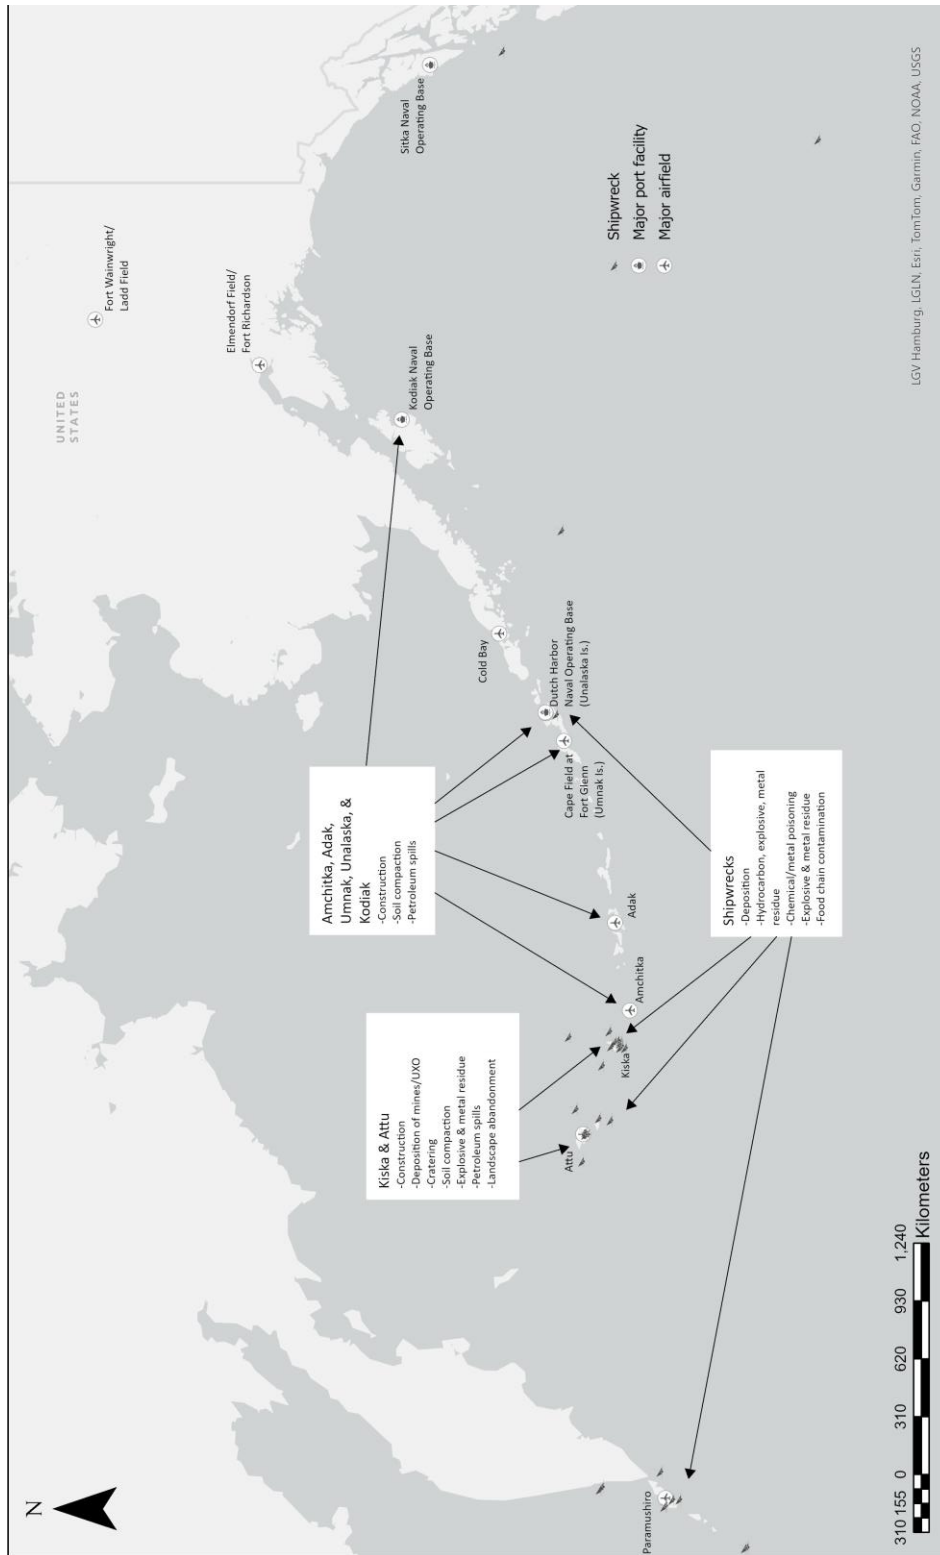 N
UNITED
STATES
Fort Wainwright/
Ladd Field
Elmendorf Field/
Fort Richardson
Kodiak Naval
Operating Base
Sitka Naval
Operating Base
Amchitka, Adak,
Umnak, Unalaska, &
Kodiak
-Construction
-Soil compaction
-Petroleum spills
Kiska & Attu
-Construction
-Deposition of mines/UXO
-Cratering
-Soil compaction
-Explosive & metal residue
-Petroleum spills
-Landscape abandonment
Cold Bay
Dutch Harbor
Naval Operating Base
(Unalaska Is.)
Cape Field at
Fort Glenn
(Umnak Is.)
Adak
Amchitka
Kiska
Attu
Paramushiro
Shipwrecks
-Deposition
-Hydrocarbon, explosive, metal
residue
-Chemical/metal poisoning
-Explosive & metal residue
-Food chain contamination
Shipwreck
Major port facility
Major airfield
310 155 0 310 620 930 1,240
Kilometers
LGV Hamburg, LGLN, Esri, TomTom, Garmin, FAO, NOAA, USGS